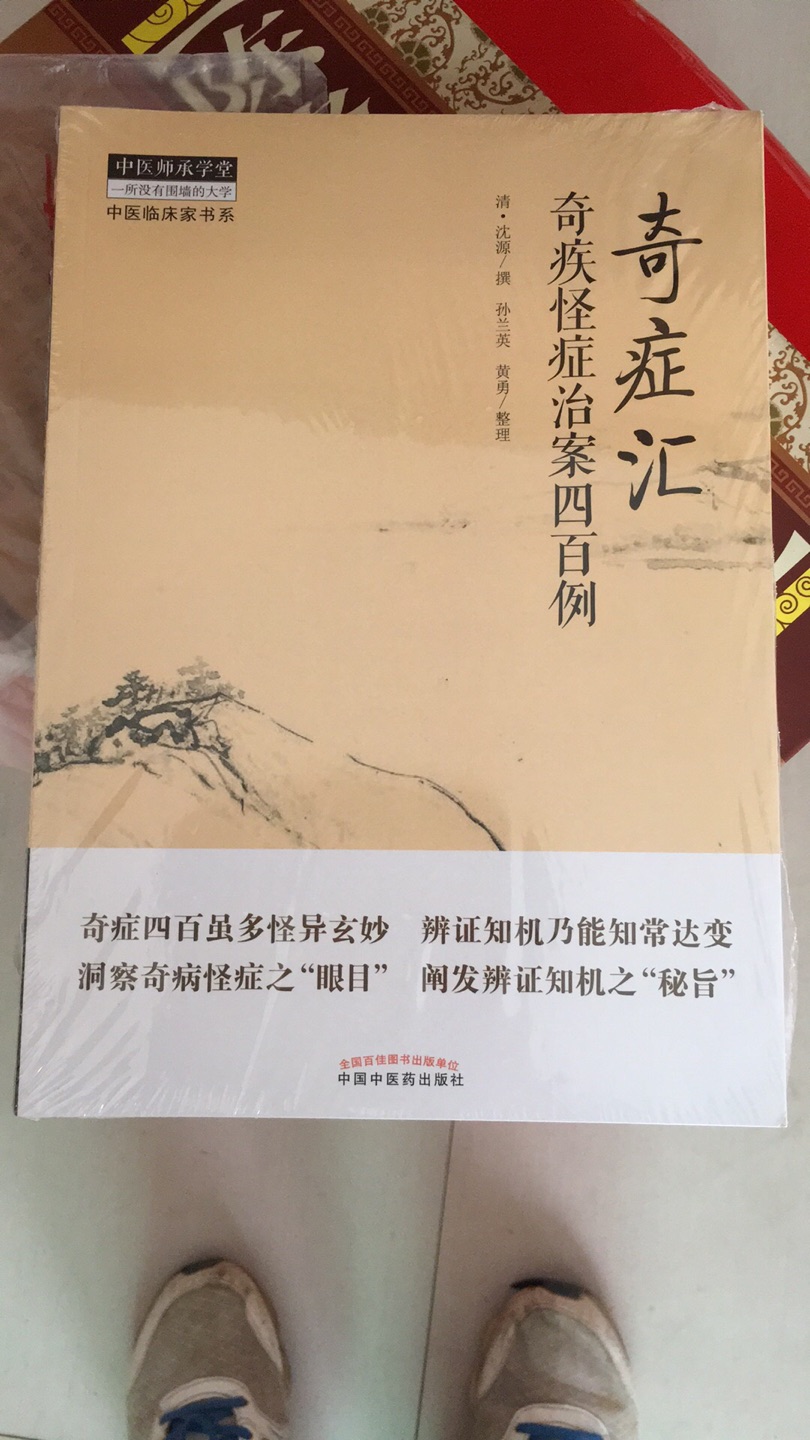 中医师承学堂
一所没有围墙的大学
中医临床家书系
奇症汇
奇疾怪症治案四百例
清·沈源/撰 孙兰英 黄勇/整理
奇症四百虽多怪异玄妙 辨证知机乃能知常达变
洞察奇病怪症之“眼目” 阐发辨证知机之“秘旨”
全国百佳图书出版单位
中国中医药出版社